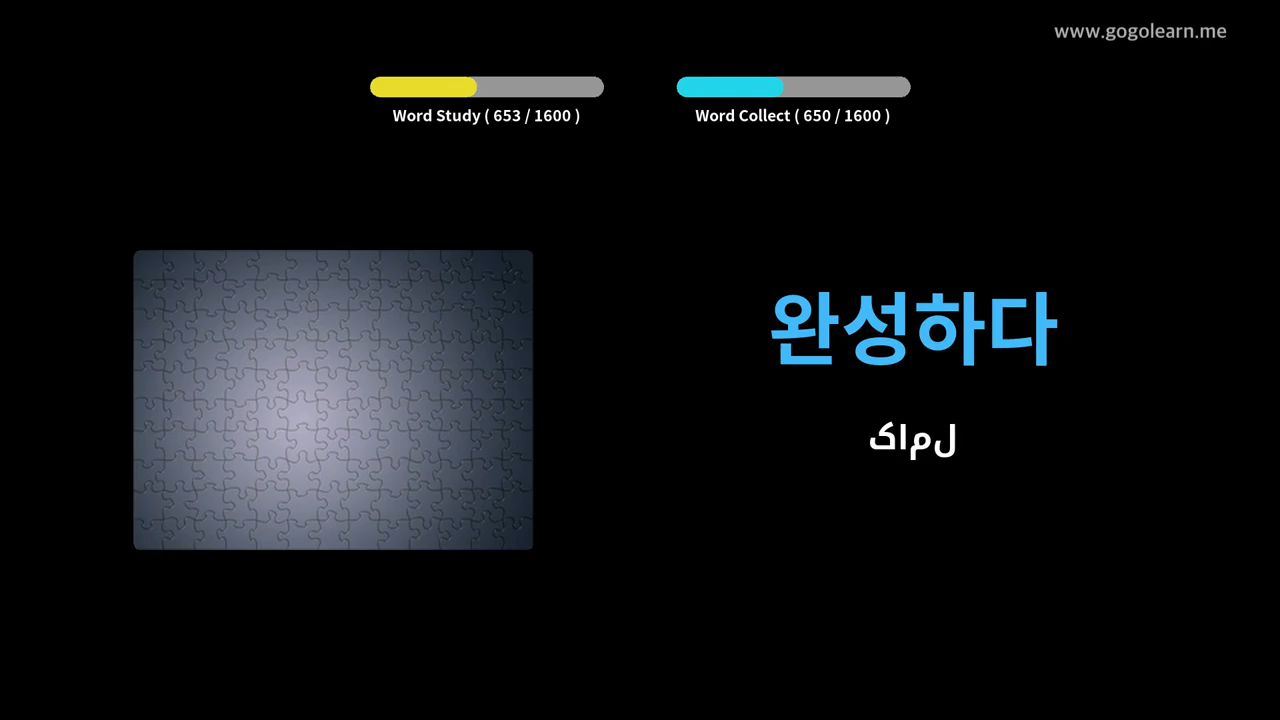 www.gogolearn.me
Word Study ( 653 / 1600 )
Word Collect ( 650 / 1600 )
완성하다
کامل